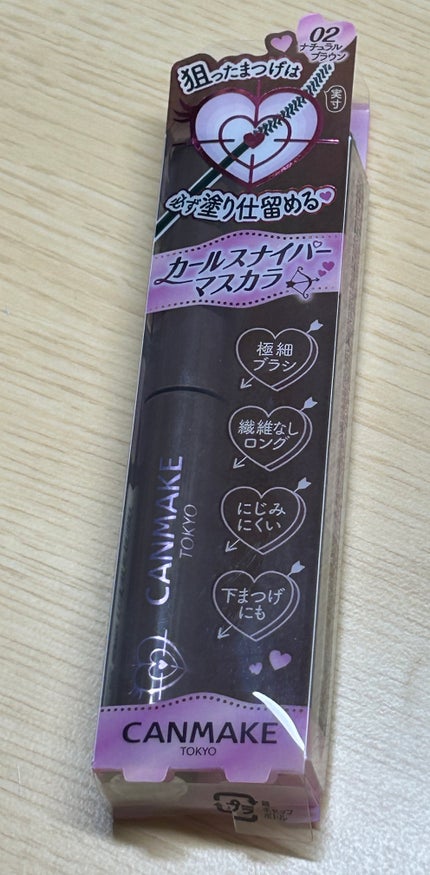 02
ナチュラル
ブラウン
狙ったまつげは
実寸
必ず塗り仕留める
カールスナイパー
マスカラ
極細
ブラシ
繊維なし
ロング
にじみ
にくい
下まつげ
にも
CANMAKE
TOKYO
CANMAKE
TOKYO
プラ